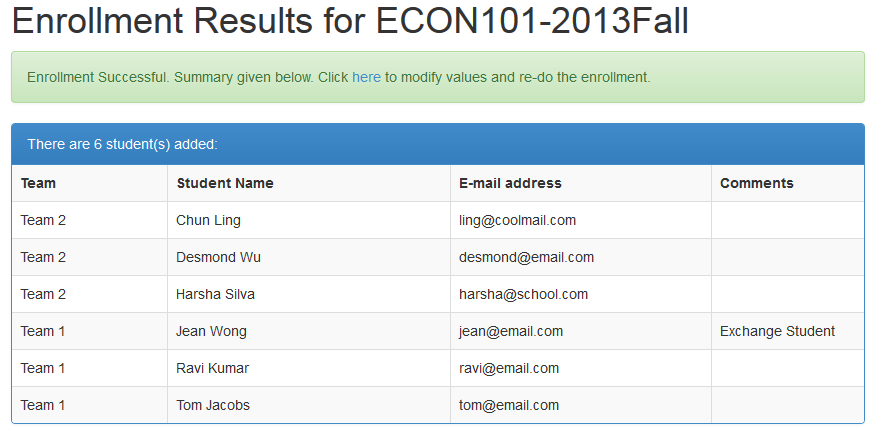 Enrollment Results for ECON101-2013Fall
Enrollment Successful. Summary given below. Click here to modify values and re-do the enrollment.
There are 6 student(s) added:
Team Student Name E-mail address Comments
Team 2 Chun Ling ling@coolmail.com
Team 2 Desmond Wu desmond@email.com
Team 2 Harsha Silva harsha@school.com
Team 1 Jean Wong jean@email.com Exchange Student
Team 1 Ravi Kumar ravi@email.com
Team 1 Tom Jacobs tom@email.com